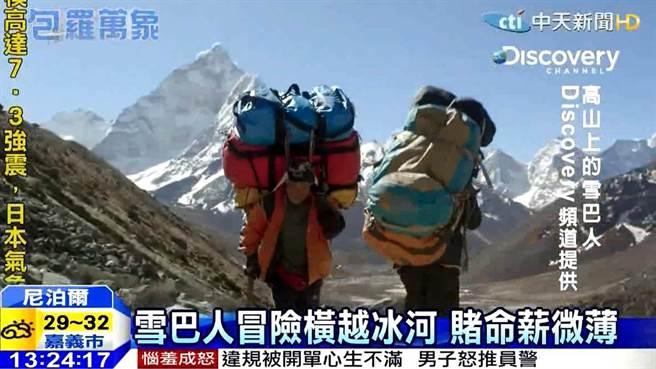 包羅萬象
cti 中天新聞HD
Discovery
CHANNEL
高山上的雪巴人
Discovery頻道提供
模高達7.3強震，日本氣象
尼泊爾
雪巴人冒險橫越冰河 賭命薪微薄
29~32
嘉義市
13:24:17
惱羞成怒
違規被開單心生不滿 男子怒推員警